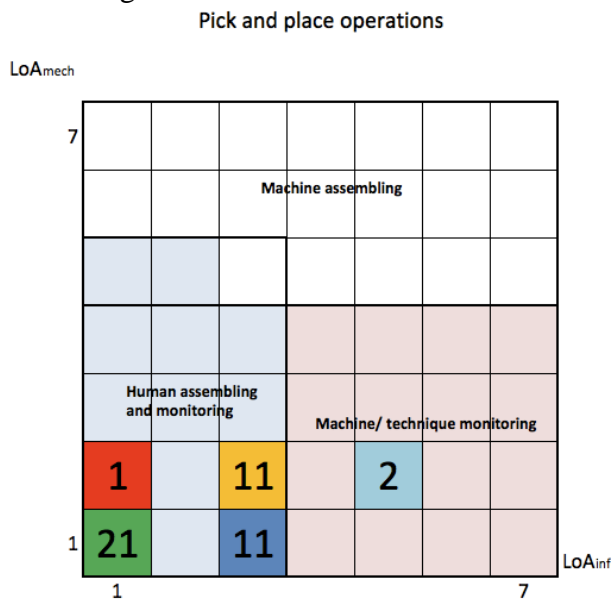 Pick and place operations
LoAmech
7
Machine assembling
Human assembling
and monitoring
Machine/ technique monitoring
1 11 2
1 21 11
LoAinf
1 7